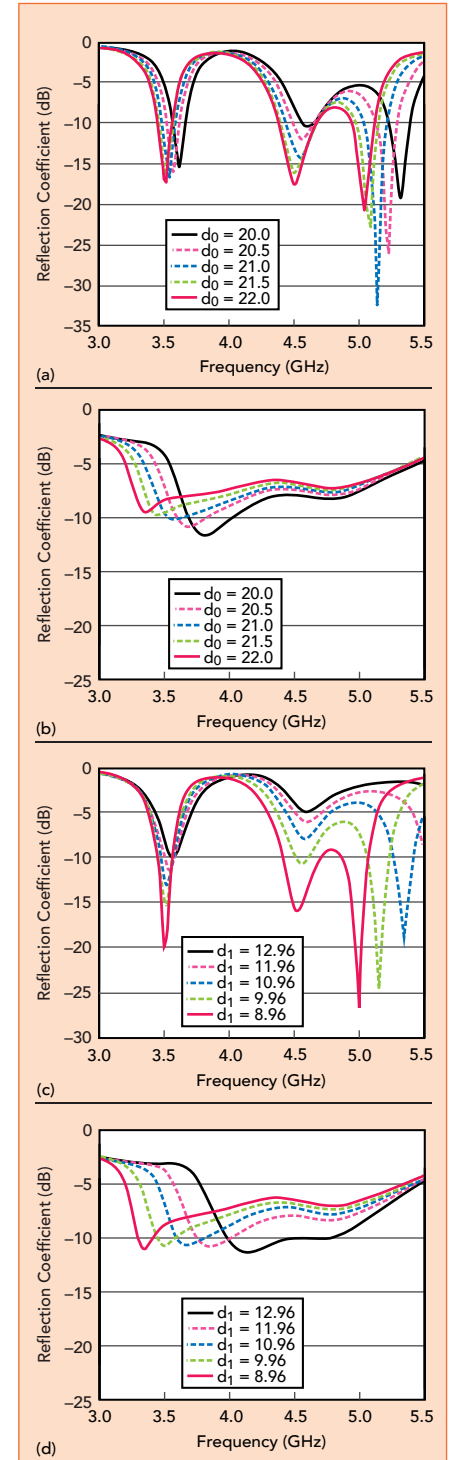 0
−5
−10
−15
−20
−25
−30
−35
Reflection Coefficient (dB)
d0 = 20.0
d0 = 20.5
d0 = 21.0
d0 = 21.5
d0 = 22.0
3.0 3.5 4.0 4.5 5.0 5.5
Frequency (GHz)
(a)
0
−5
−10
−15
−20
−25
Reflection Coefficient (dB)
d0 = 20.0
d0 = 20.5
d0 = 21.0
d0 = 21.5
d0 = 22.0
3.0 3.5 4.0 4.5 5.0 5.5
Frequency (GHz)
(b)
0
−5
−10
−15
−20
−25
−30
Reflection Coefficient (dB)
d1 = 12.96
d1 = 11.96
d1 = 10.96
d1 = 9.96
d1 = 8.96
3.0 3.5 4.0 4.5 5.0 5.5
Frequency (GHz)
(c)
0
−5
−10
−15
−20
−25
Reflection Coefficient (dB)
d1 = 12.96
d1 = 11.96
d1 = 10.96
d1 = 9.96
d1 = 8.96
3.0 3.5 4.0 4.5 5.0 5.5
Frequency (GHz)
(d)